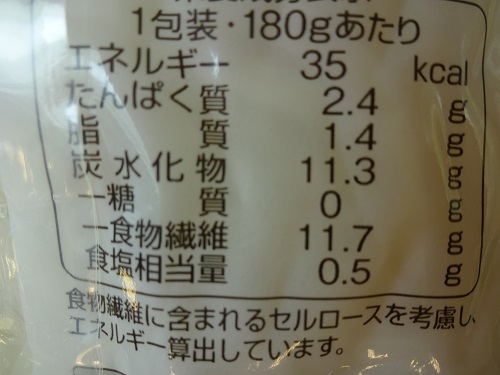 1包装・180gあたり
エネルギー 35 kcal
たんぱく質 2.4 g
脂質 1.4 g
炭水化物 11.3 g
－糖質 0 g
－食物繊維 11.7 g
食塩相当量 0.5 g
食物繊維に含まれるセルロースを考慮し、
エネルギー算出しています。